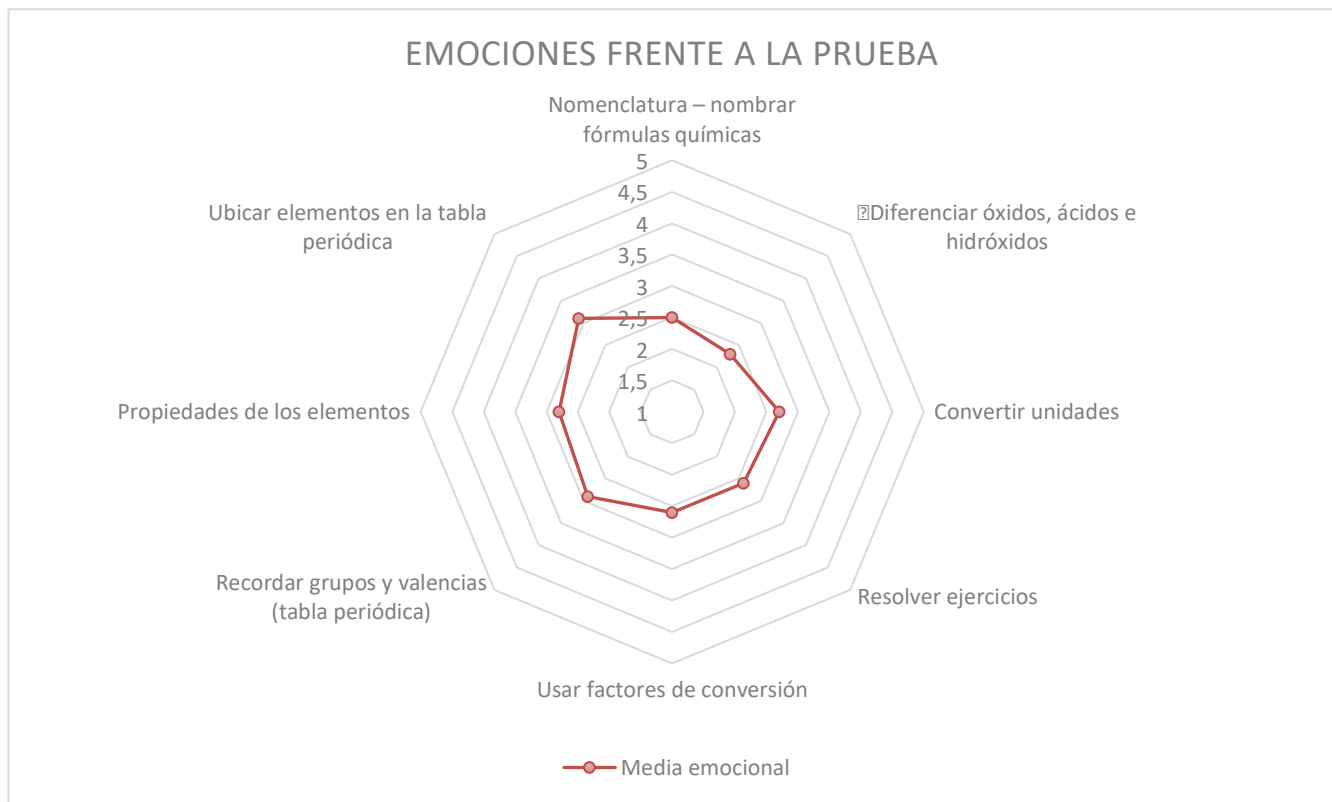 EMOCIONES FRENTE A LA PRUEBA
Nomenclatura – nombrar
fórmulas químicas
5
4,5
4
3,5
3
2,5
2
1,5
1
Diferenciar óxidos, ácidos e
hidróxidos
Convertir unidades
Resolver ejercicios
Usar factores de conversión
Recordar grupos y valencias
(tabla periódica)
Propiedades de los elementos
Ubicar elementos en la tabla
periódica
Media emocional